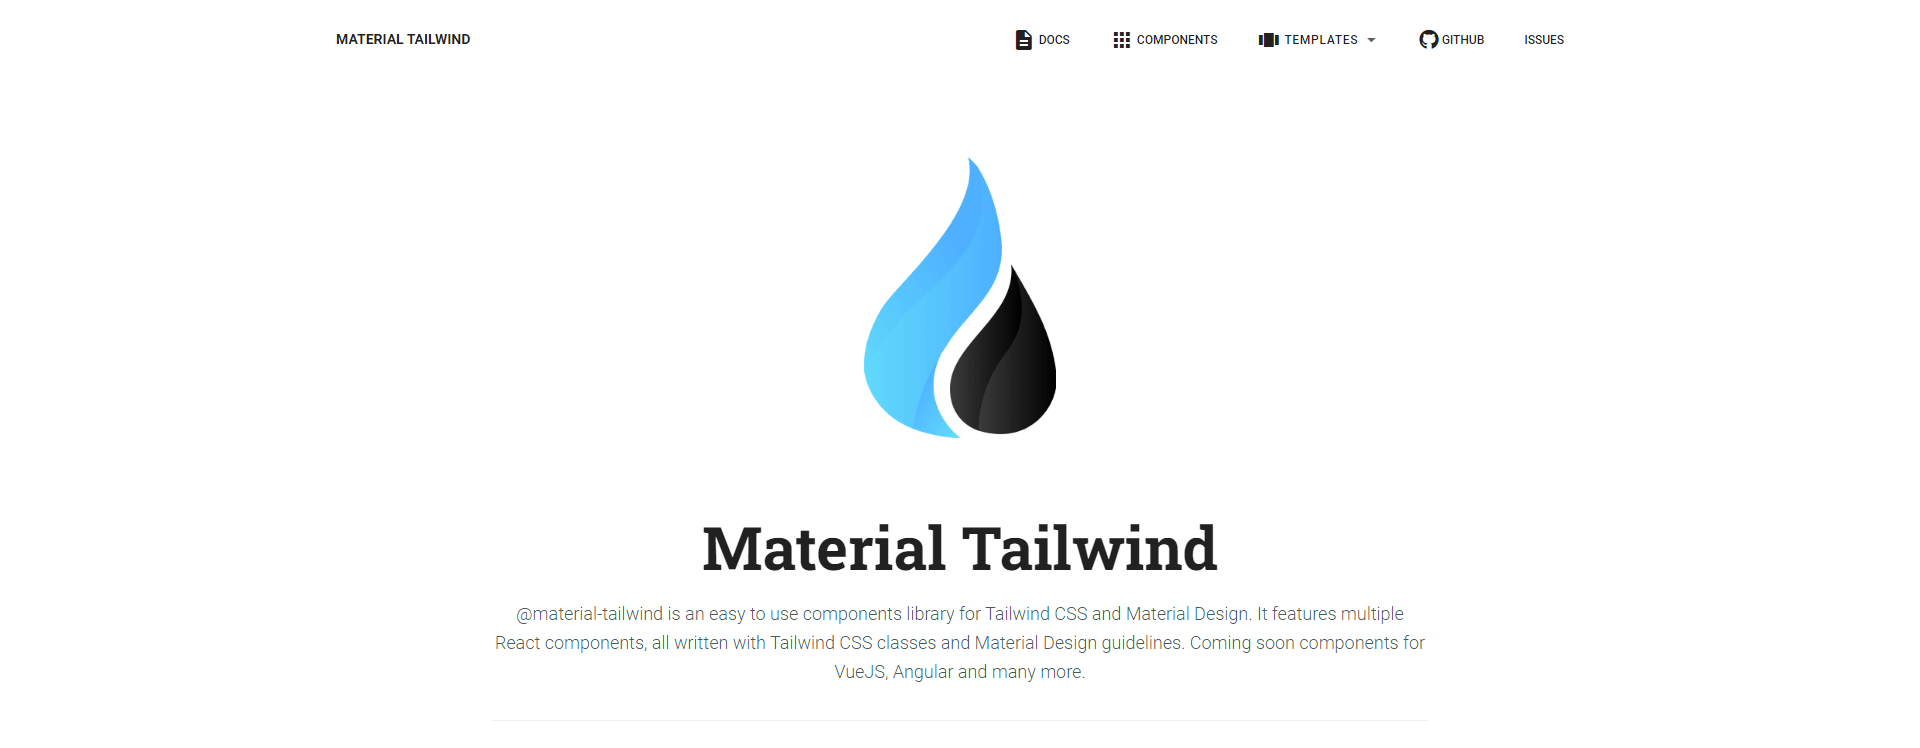 MATERIAL TAILWIND
DOCS
COMPONENTS
TEMPLATES
GITHUB
ISSUES
Material Tailwind
@material-tailwind is an easy to use components library for Tailwind CSS and Material Design. It features multiple
React components, all written with Tailwind CSS classes and Material Design guidelines. Coming soon components for
VueJS, Angular and many more.